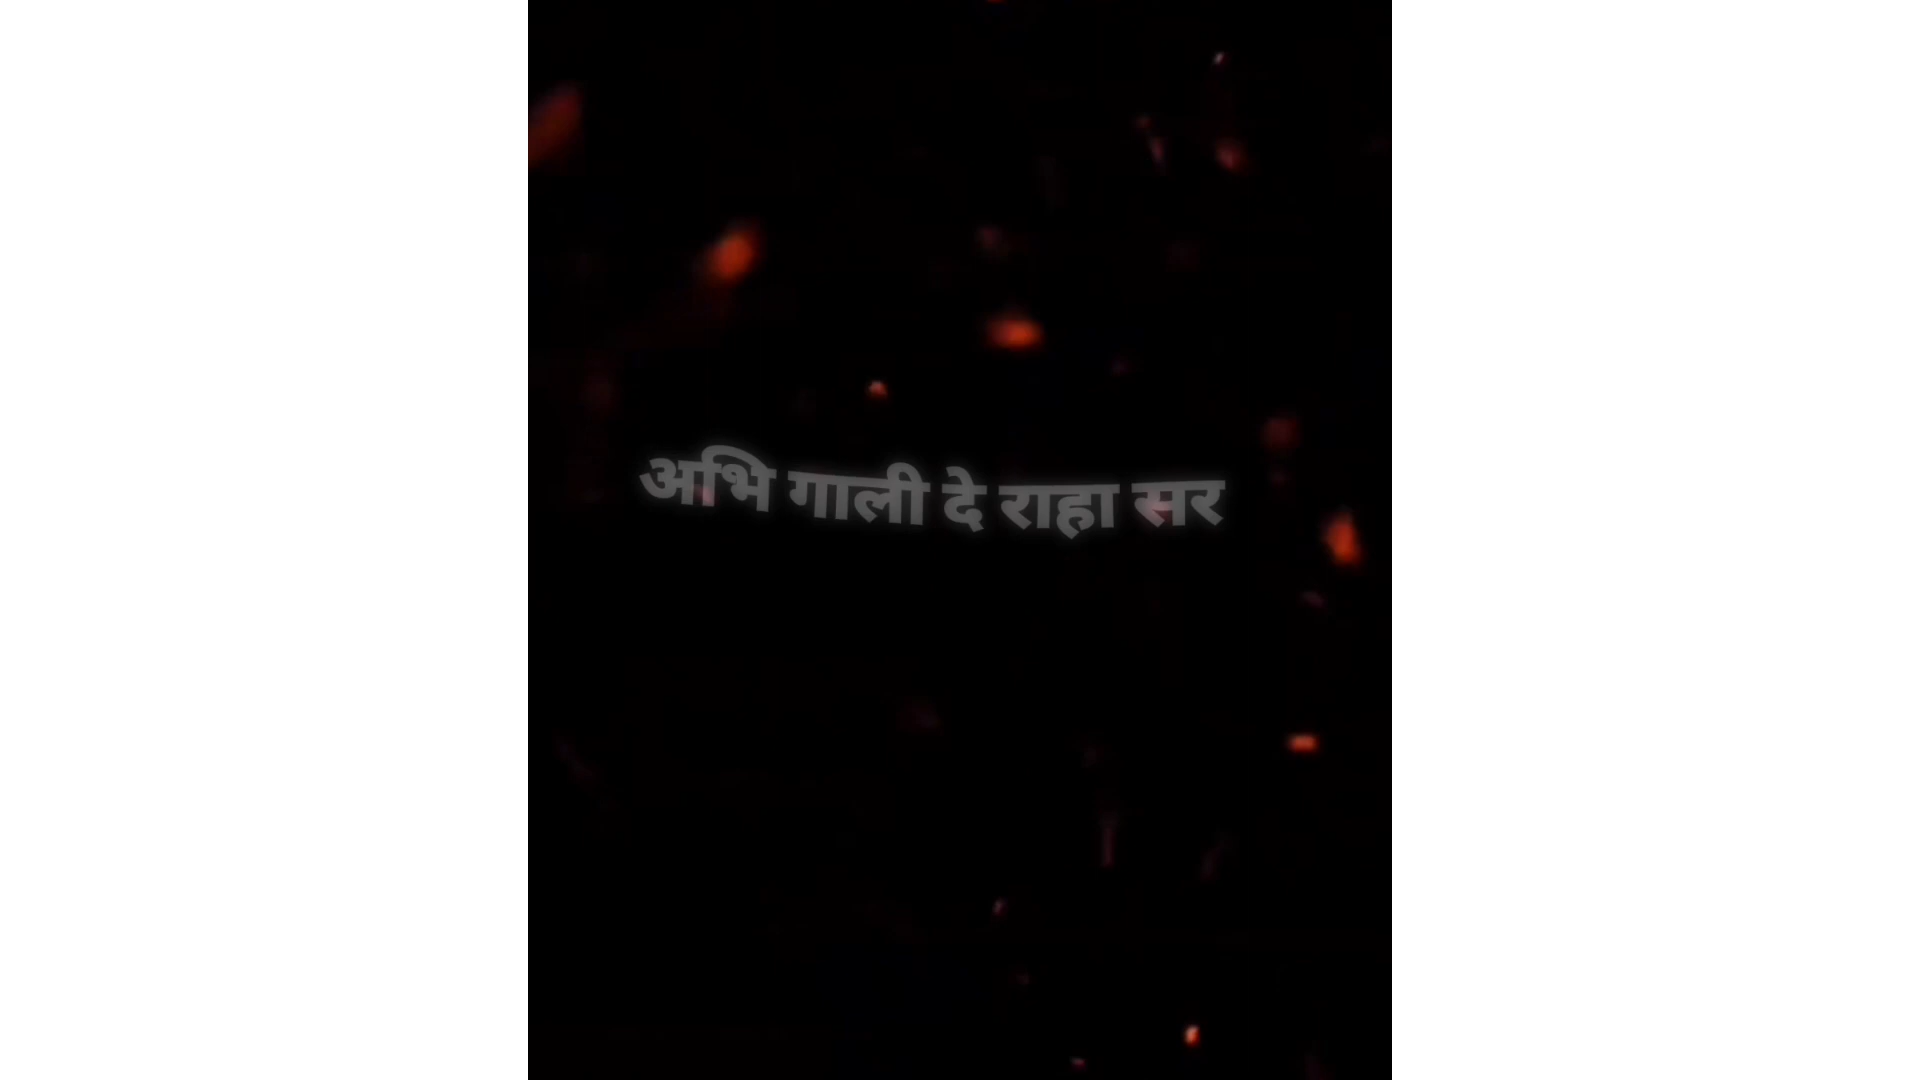 अभि गाली दे राहा सर